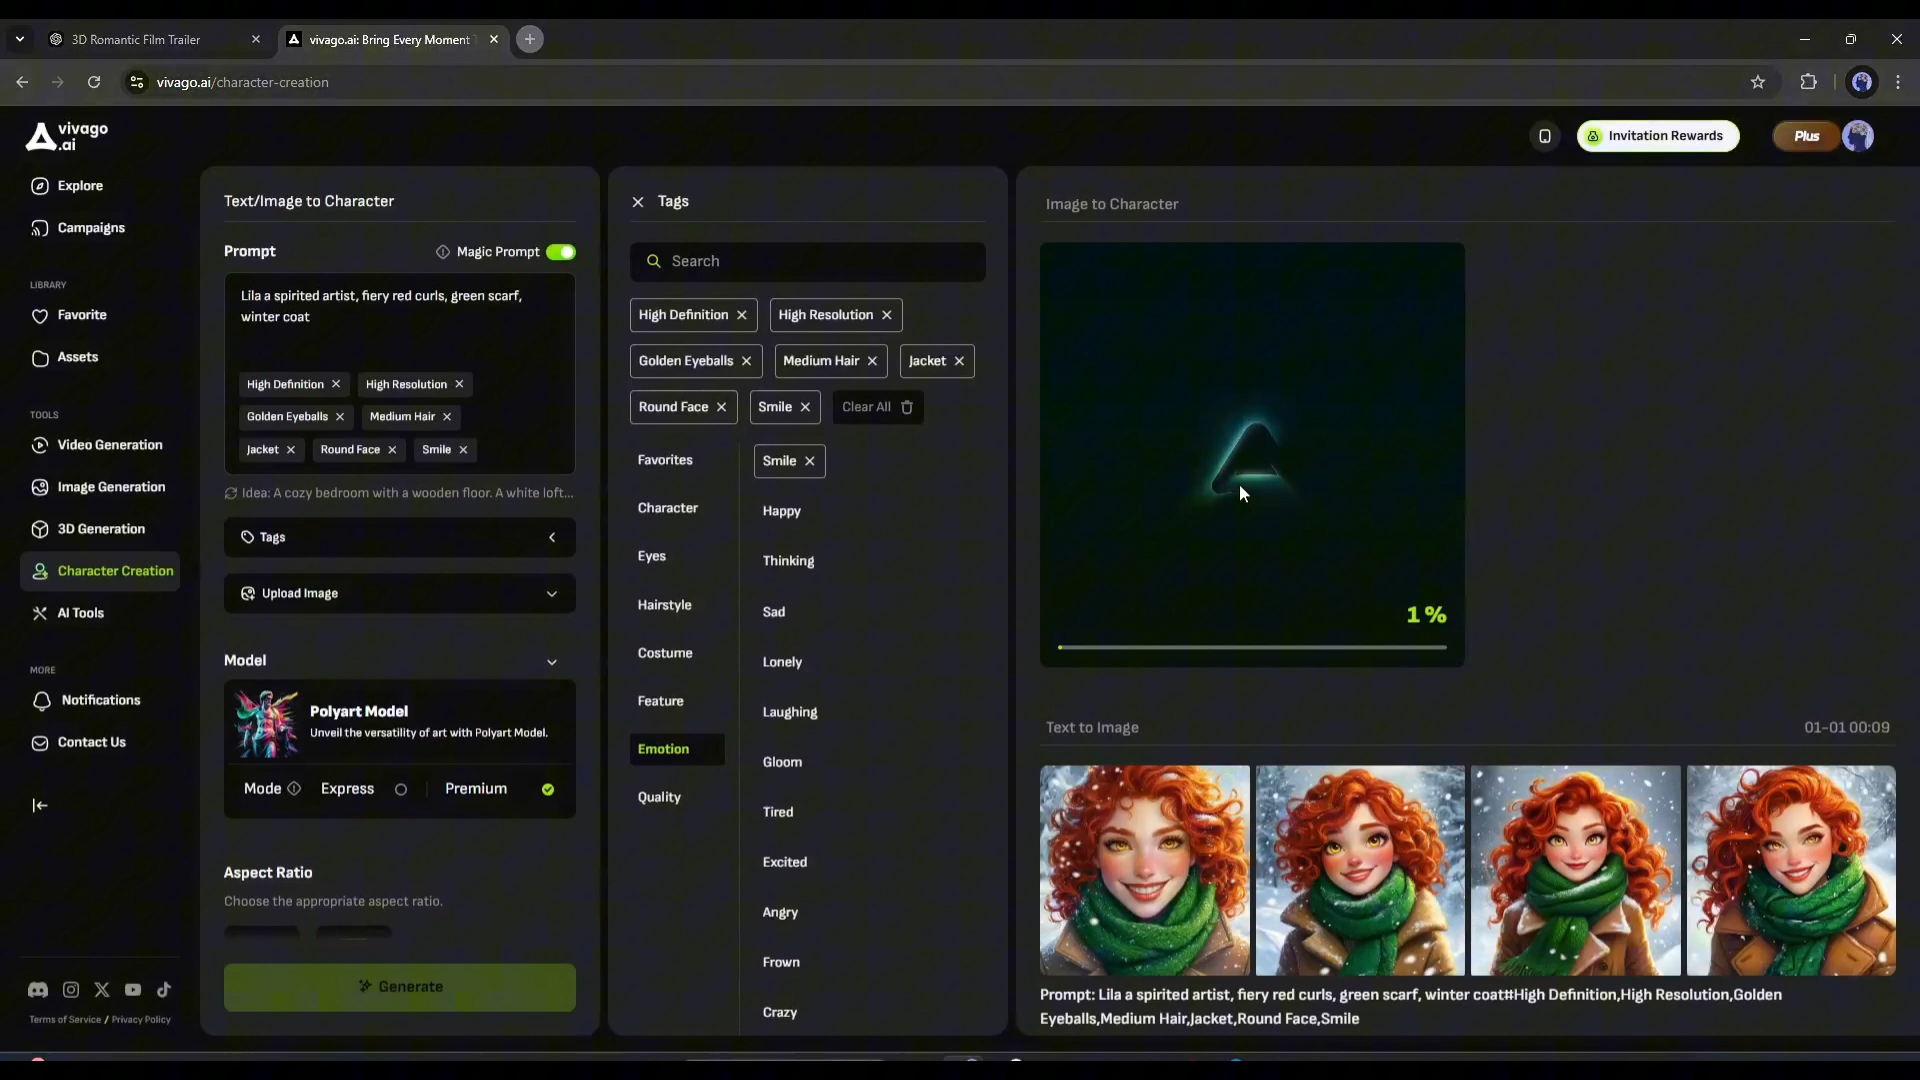 3D Romantic Film Trailer
vivago.ai: Bring Every Moment
vivago.ai/character-creation
vivago
.ai
Invitation Rewards
Plus
Explore
Campaigns
LIBRARY
Favorite
Assets
TOOLS
Video Generation
Image Generation
3D Generation
Character Creation
AI Tools
MORE
Notifications
Contact Us
Terms of Service / Privacy Policy
Text/Image to Character
Prompt
Magic Prompt
Lila a spirited artist, fiery red curls, green scarf,
winter coat
High Definition
High Resolution
Golden Eyeballs
Medium Hair
Jacket
Round Face
Smile
Idea: A cozy bedroom with a wooden floor. A white loft...
Tags
Upload Image
Model
Polyart Model
Unveil the versatility of art with Polyart Model.
Mode
Express
Premium
Aspect Ratio
Choose the appropriate aspect ratio.
Generate
Tags
Search
High Definition
High Resolution
Golden Eyeballs
Medium Hair
Jacket
Round Face
Smile
Clear All
Favorites
Character
Eyes
Hairstyle
Costume
Feature
Emotion
Quality
Smile
Happy
Thinking
Sad
Lonely
Laughing
Gloom
Tired
Excited
Angry
Frown
Crazy
Image to Character
1 %
Text to Image
01-01 00:09
Prompt: Lila a spirited artist, fiery red curls, green scarf, winter coat#High Definition,High Resolution,Golden
Eyeballs,Medium Hair,Jacket,Round Face,Smile